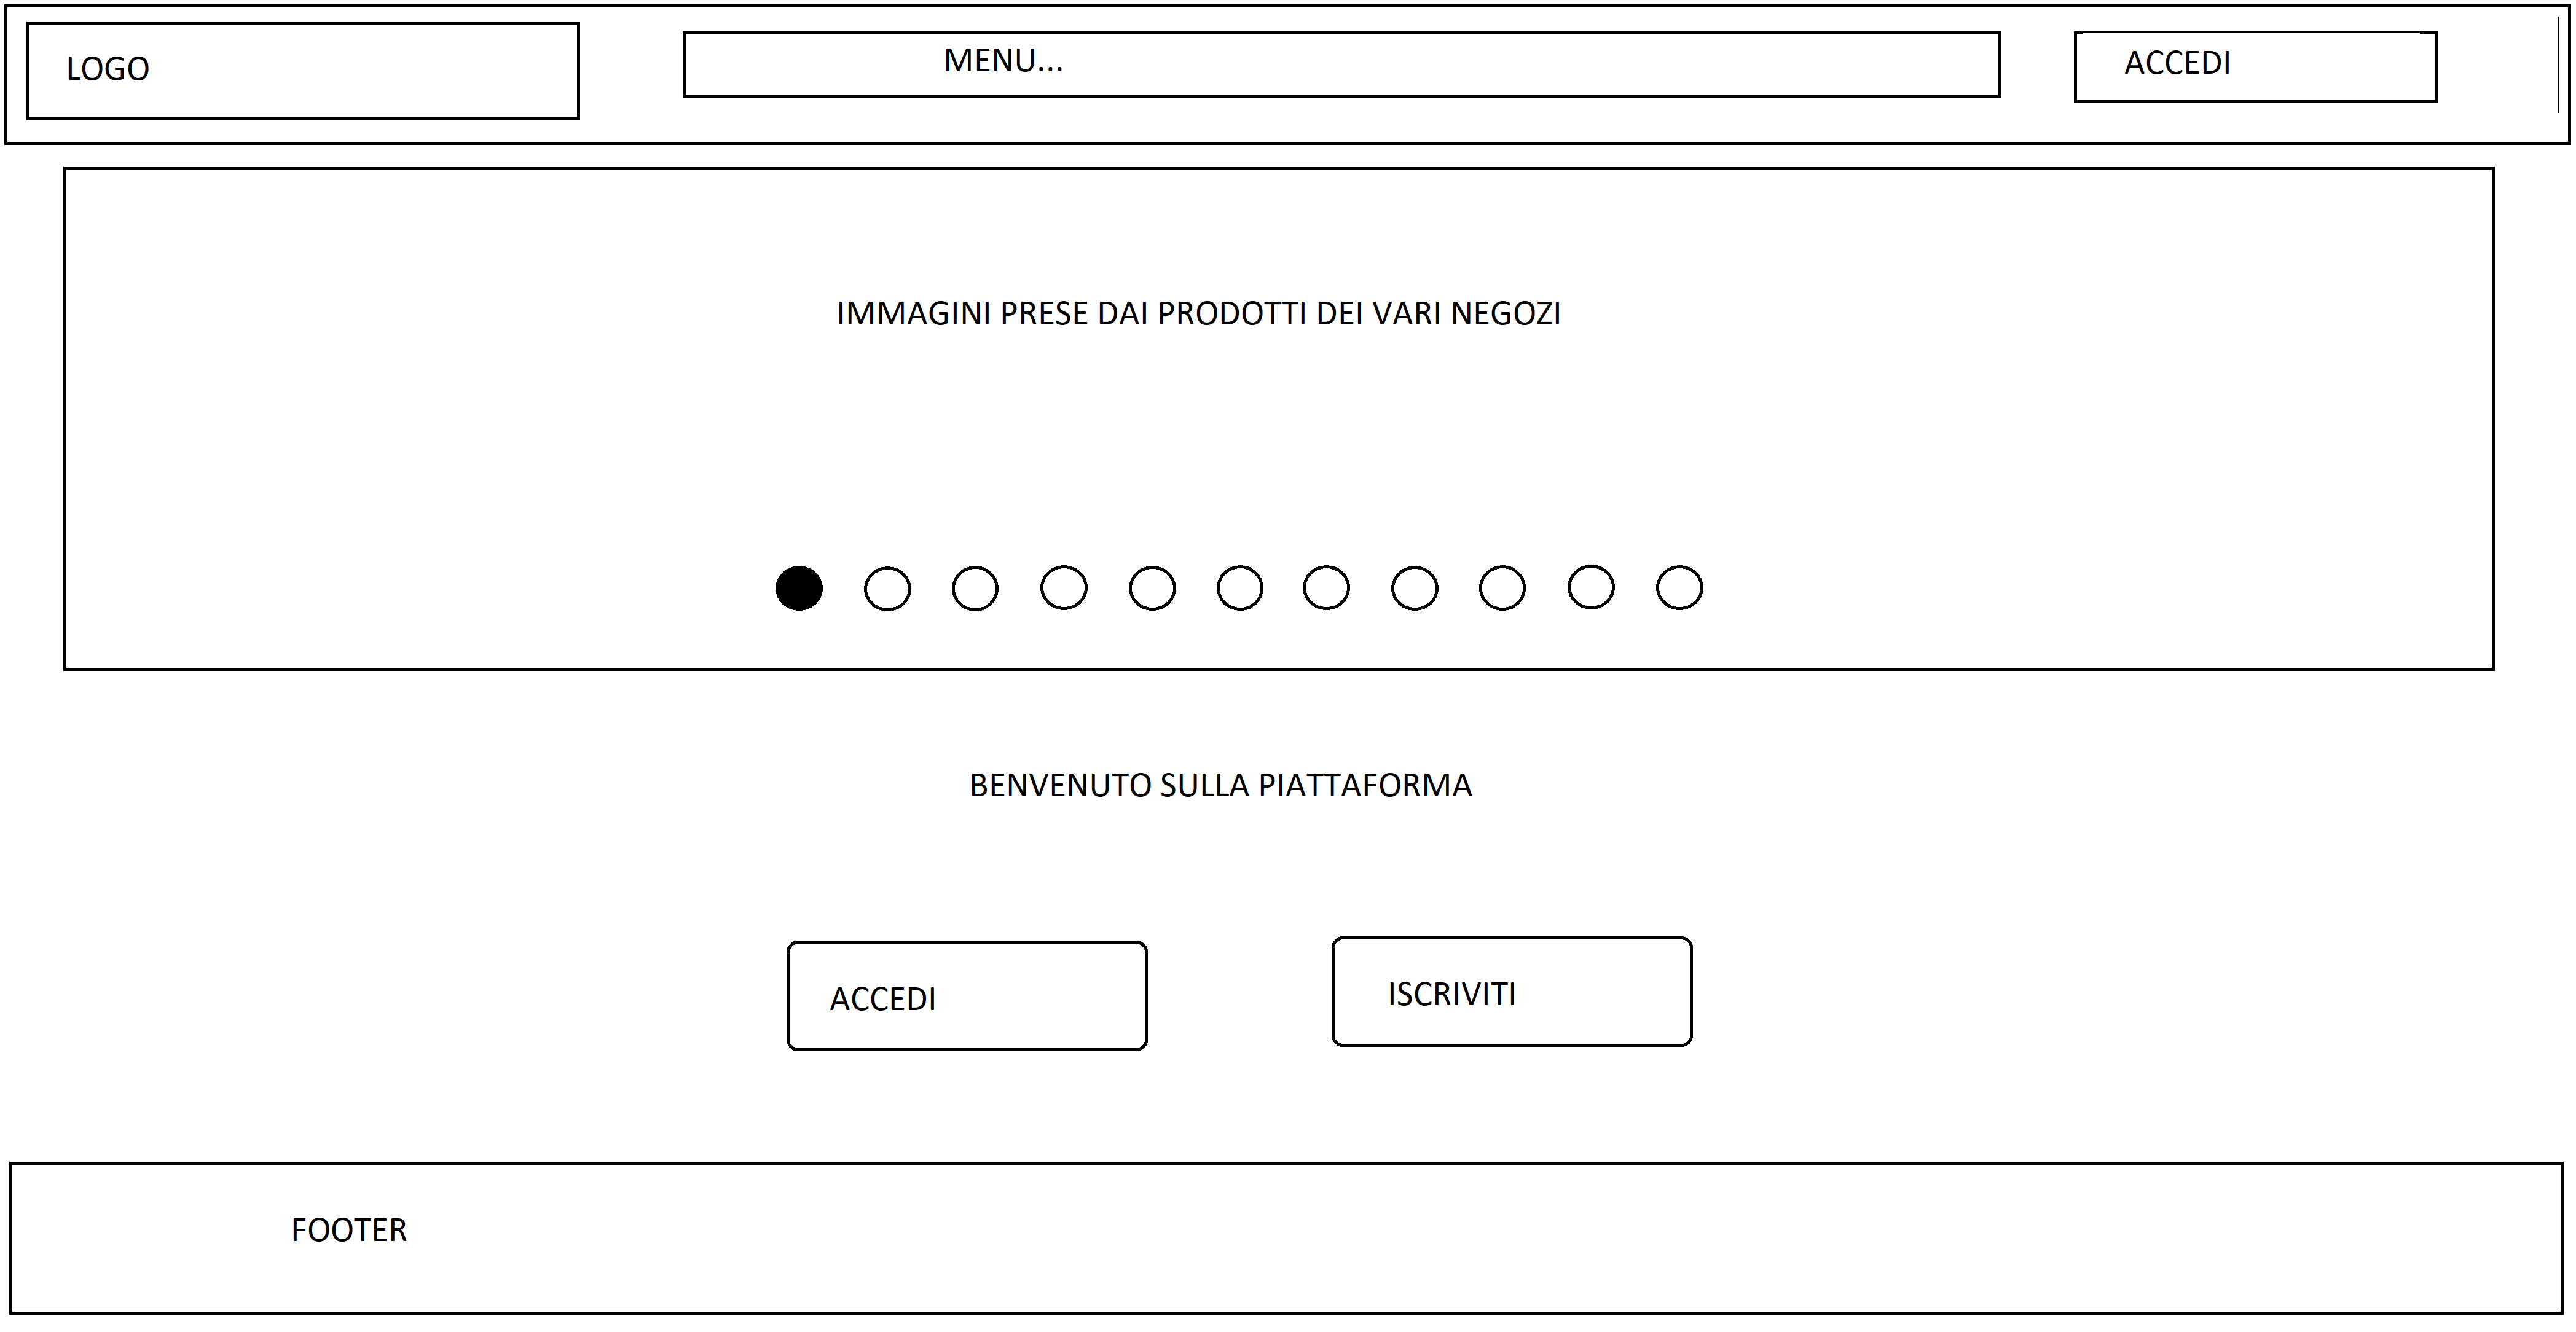 LOGO
MENU...
ACCEDI
IMMAGINI PRESE DAI PRODOTTI DEI VARI NEGOZI
BENVENUTO SULLA PIATTAFORMA
ACCEDI
ISCRIVITI
FOOTER